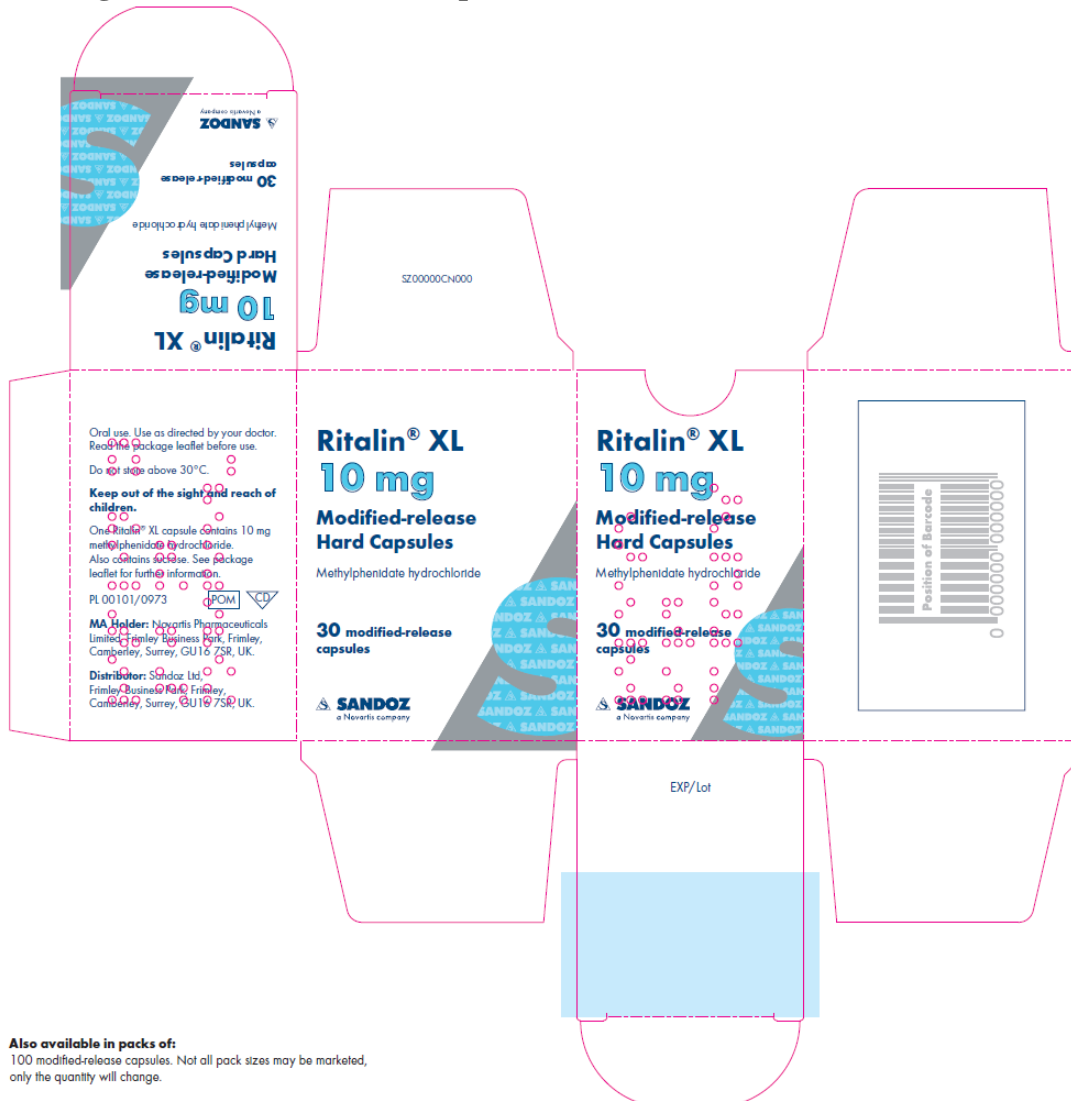 SANDOZ
a Novartis company
30 modified-release
capsules
Methylphenidate hydrochloride
Modified-release
Hard Capsules
10 mg
Ritalin® XL
SZ00000CN000
Oral use. Use as directed by your doctor.
Read the package leaflet before use.
Do not store above 30°C.
Keep out of the sight and reach of
children.
One Ritalin® XL capsule contains 10 mg
methylphenidate hydrochloride.
Also contains sucrose. See package
leaflet for further information.
PL 00101/0973 POM CD
MA Holder: Novartis Pharmaceuticals
Limited, Frimley Business Park, Frimley,
Camberley, Surrey, GU16 7SR, UK.
Distributor: Sandoz Ltd,
Frimley Business Park, Frimley,
Camberley, Surrey, GU16 7SR, UK.
Ritalin® XL
10 mg
Modified-release
Hard Capsules
Methylphenidate hydrochloride
30 modified-release
capsules
SANDOZ
a Novartis company
Ritalin® XL
10 mg
Modified-release
Hard Capsules
Methylphenidate hydrochloride
30 modified-release
capsules
SANDOZ
a Novartis company
Position of Barcode
0 000000 000000
EXP/Lot
Also available in packs of:
100 modified-release capsules. Not all pack sizes may be marketed,
only the quantity will change.